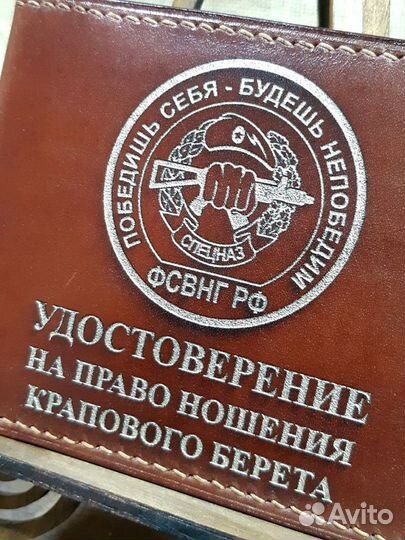 ПОБЕДИШЬ СЕБЯ - БУДЕШЬ НЕПОБЕДИМ
СПЕЦНАЗ
ФСВНГ РФ
УДОСТОВЕРЕНИЕ
НА ПРАВО НОШЕНИЯ
КРАПОВОГО БЕРЕТА
Avito